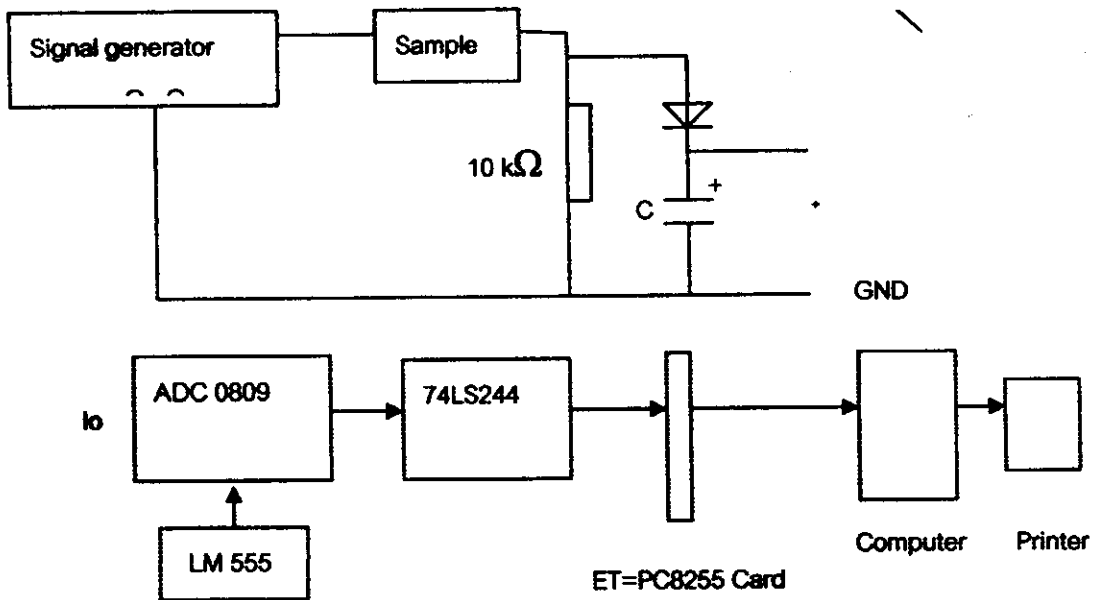 Signal generator
Sample
10 kΩ
+
C
GND
ADC 0809
74LS244
Io
LM 555
Computer
Printer
ET=PC8255 Card